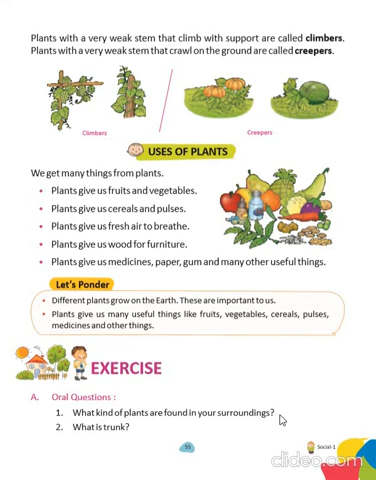 Plants with a very weak stem that climb with support are called climbers.
Plants with a very weak stem that crawl on the ground are called creepers.
Climbers
Creepers
USES OF PLANTS
We get many things from plants.
• Plants give us fruits and vegetables.
• Plants give us cereals and pulses.
• Plants give us fresh air to breathe.
• Plants give us wood for furniture.
• Plants give us medicines, paper, gum and many other useful things.
Let's Ponder
• Different plants grow on the Earth. These are important to us.
• Plants give us many useful things like fruits, vegetables, cereals, pulses,
medicines and other things.
EXERCISE
A. Oral Questions :
1. What kind of plants are found in your surroundings?
2. What is trunk?
55
Social-1
clideo.com